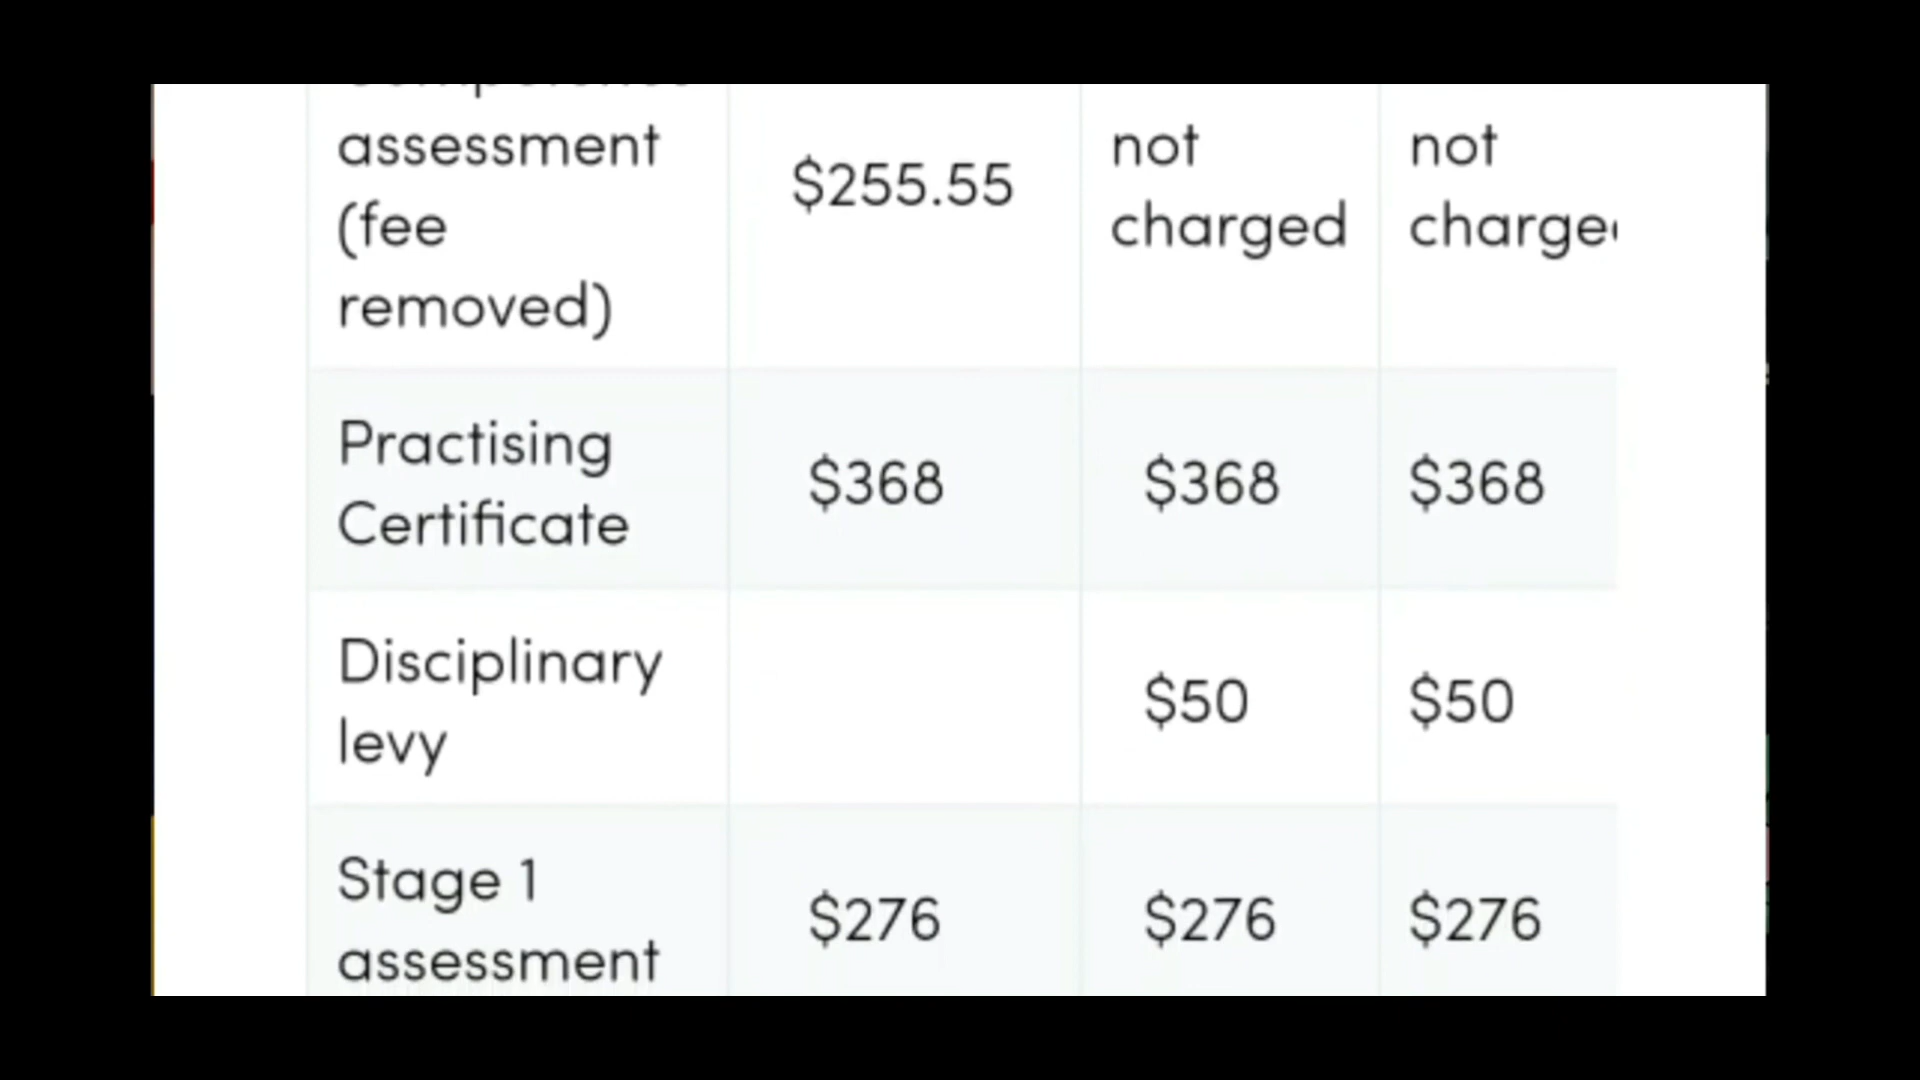 assessment
(fee
removed)
$255.55
not
charged
not
Practising
Certificate
$368
$368
$368
Disciplinary
levy
$50
$50
Stage 1
assessment
$276
$276
$276